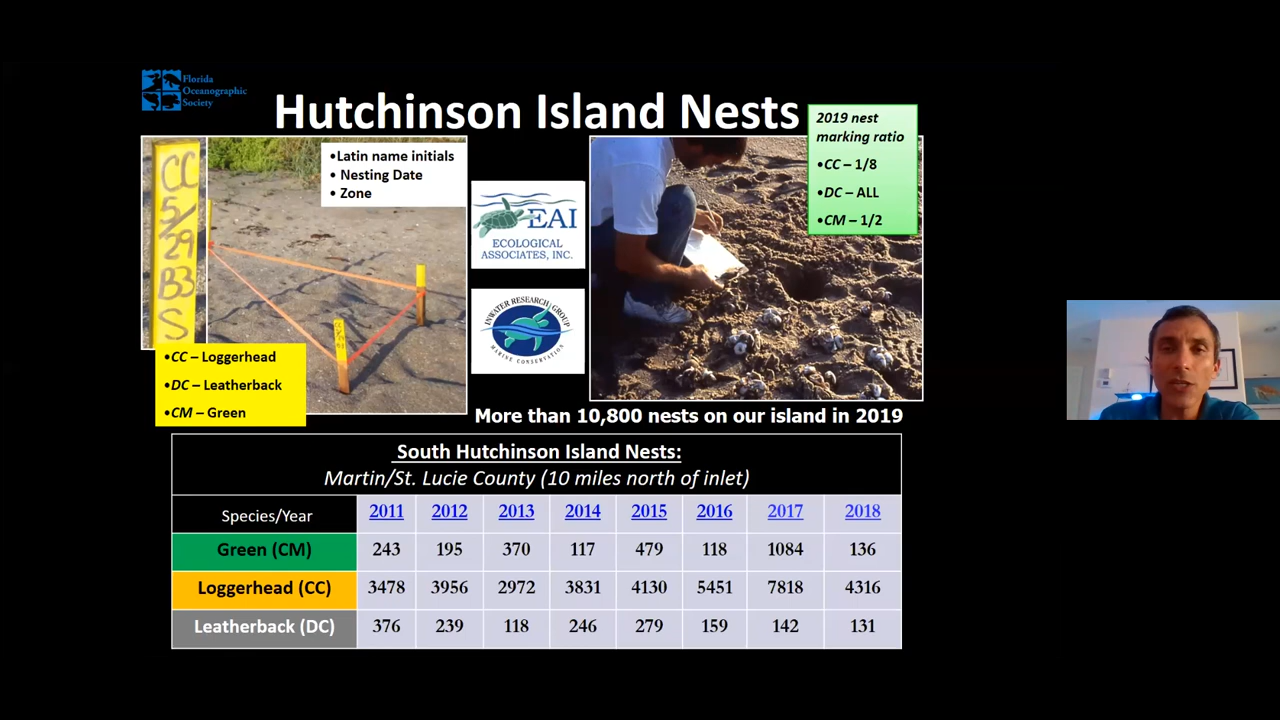 Florida
Oceanographic
Society
Hutchinson Island Nests
2019 nest
marking ratio
•CC – 1/8
•DC – ALL
•CM – 1/2
CC
5/
29
B3
S
•Latin name initials
•Nesting Date
• Zone
EAI
ECOLOGICAL
ASSOCIATES, INC.
INWATER RESEARCH GROUP
MARINE CONSERVATION
•CC – Loggerhead
•DC – Leatherback
•CM – Green
More than 10,800 nests on our island in 2019
South Hutchinson Island Nests:
Martin/St. Lucie County (10 miles north of inlet)
Species/Year 2011 2012 2013 2014 2015 2016 2017 2018
Green (CM) 243 195 370 117 479 118 1084 136
Loggerhead (CC) 3478 3956 2972 3831 4130 5451 7818 4316
Leatherback (DC) 376 239 118 246 279 159 142 131